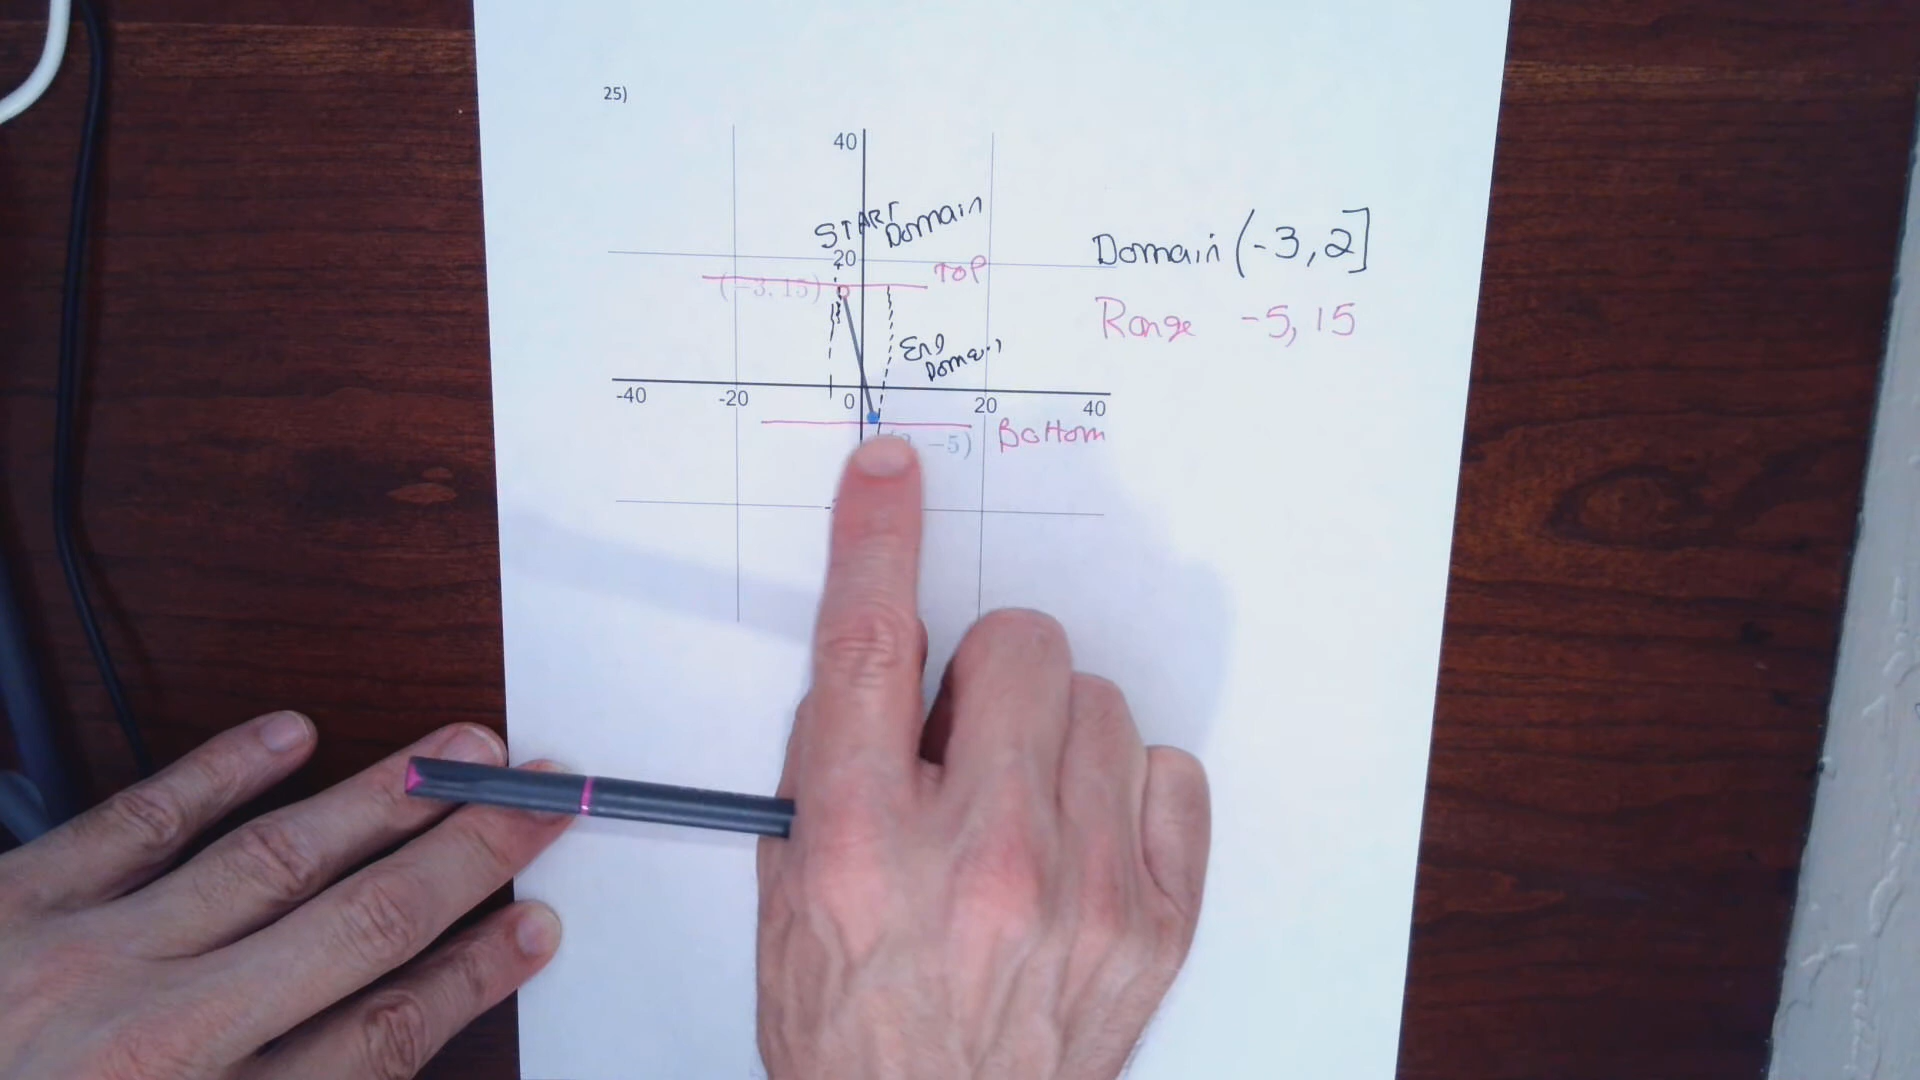 25)
40
START Domain
20
TOP
(−3, 15)
Domain (-3, 2]
Range -5, 15
End Domain
-40
-20
0
20
40
−5)
Bottom